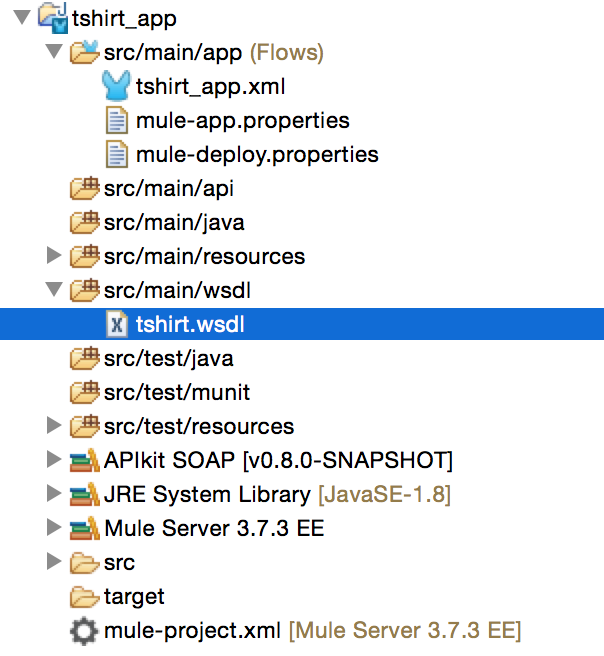 tshirt_app
src/main/app (Flows)
tshirt_app.xml
mule-app.properties
mule-deploy.properties
src/main/api
src/main/java
src/main/resources
src/main/wsdl
tshirt.wsdl
src/test/java
src/test/munit
src/test/resources
APIkit SOAP [v0.8.0-SNAPSHOT]
JRE System Library [JavaSE-1.8]
Mule Server 3.7.3 EE
src
target
mule-project.xml [Mule Server 3.7.3 EE]